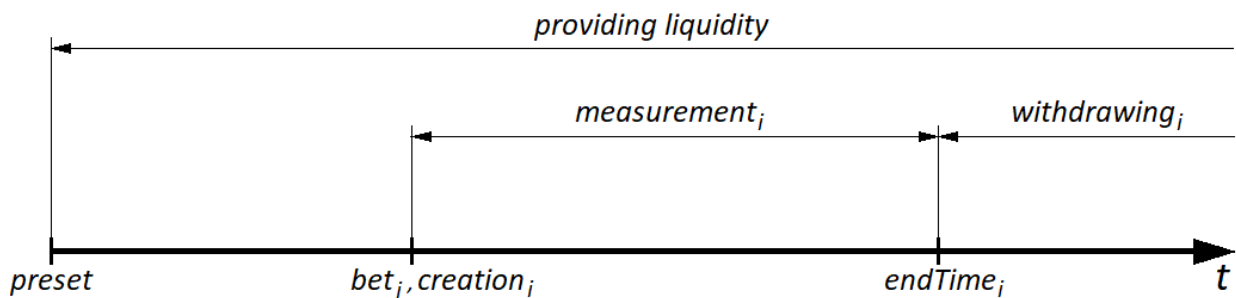 providing liquidity
measurement_i withdrawing_i
preset bet_i, creation_i endTime_i t